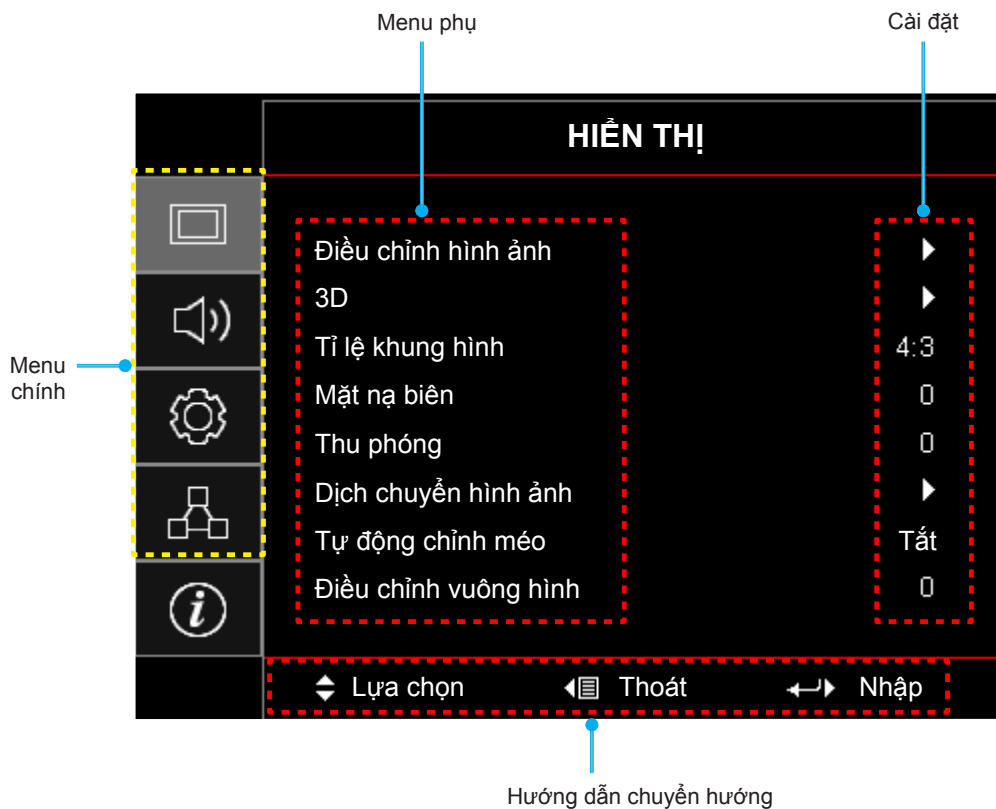 Menu phụ
Cài đặt
HIỂN THỊ
Điều chỉnh hình ảnh
3D
Tỉ lệ khung hình 4:3
Mặt nạ biên 0
Thu phóng 0
Dịch chuyển hình ảnh
Tự động chỉnh méo Tắt
Điều chỉnh vuông hình 0
Menu
chính
Lựa chọn Thoát Nhập
Hướng dẫn chuyển hướng